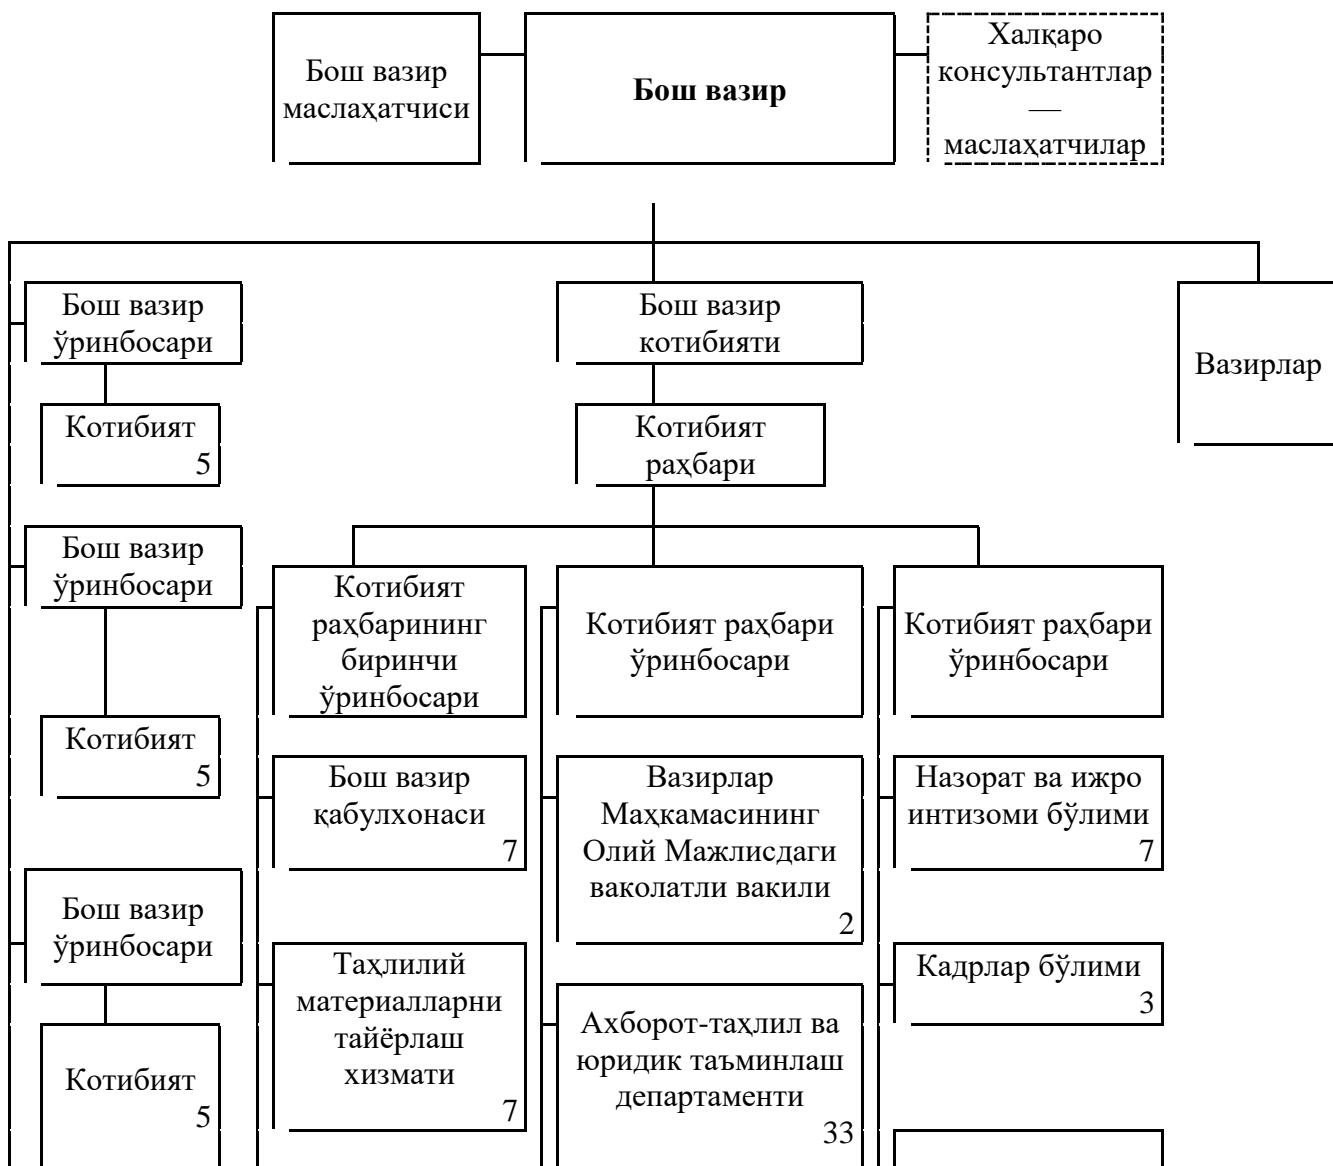 Бош вазир
маслаҳатчиси
Бош вазир
Халқаро
консультантлар
—
маслаҳатчилар
Бош вазир
ўринбосари
Котибият
5
Бош вазир
котибияти
Котибият
раҳбари
Вазирлар
Бош вазир
ўринбосари
Котибият
5
Бош вазир
ўринбосари
Котибият
5
Котибият
раҳбарининг
биринчи
ўринбосари
Бош вазир
қабулхонаси
7
Таҳлилий
материалларни
тайёрлаш
хизмати
7
Котибият раҳбари
ўринбосари
Вазирлар
Маҳкамасининг
Олий Мажлисдаги
ваколатли вакили
2
Ахборот-таҳлил ва
юридик таъминлаш
департаменти
33
Котибият раҳбари
ўринбосари
Назорат ва ижро
интизоми бўлими
7
Кадрлар бўлими
3